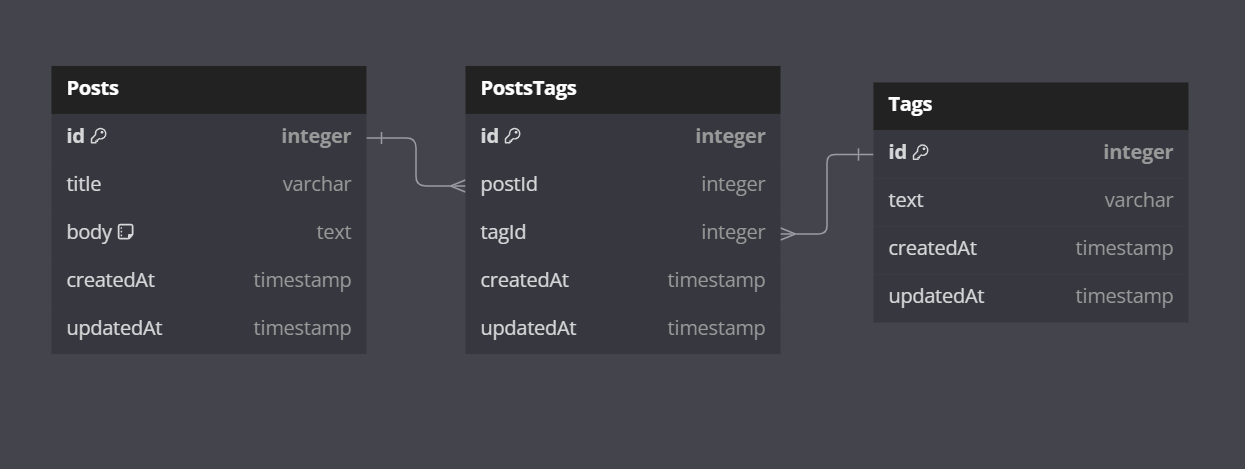 Posts
id integer
title varchar
body text
createdAt timestamp
updatedAt timestamp
PostsTags
id integer
postId integer
tagId integer
createdAt timestamp
updatedAt timestamp
Tags
id integer
text varchar
createdAt timestamp
updatedAt timestamp